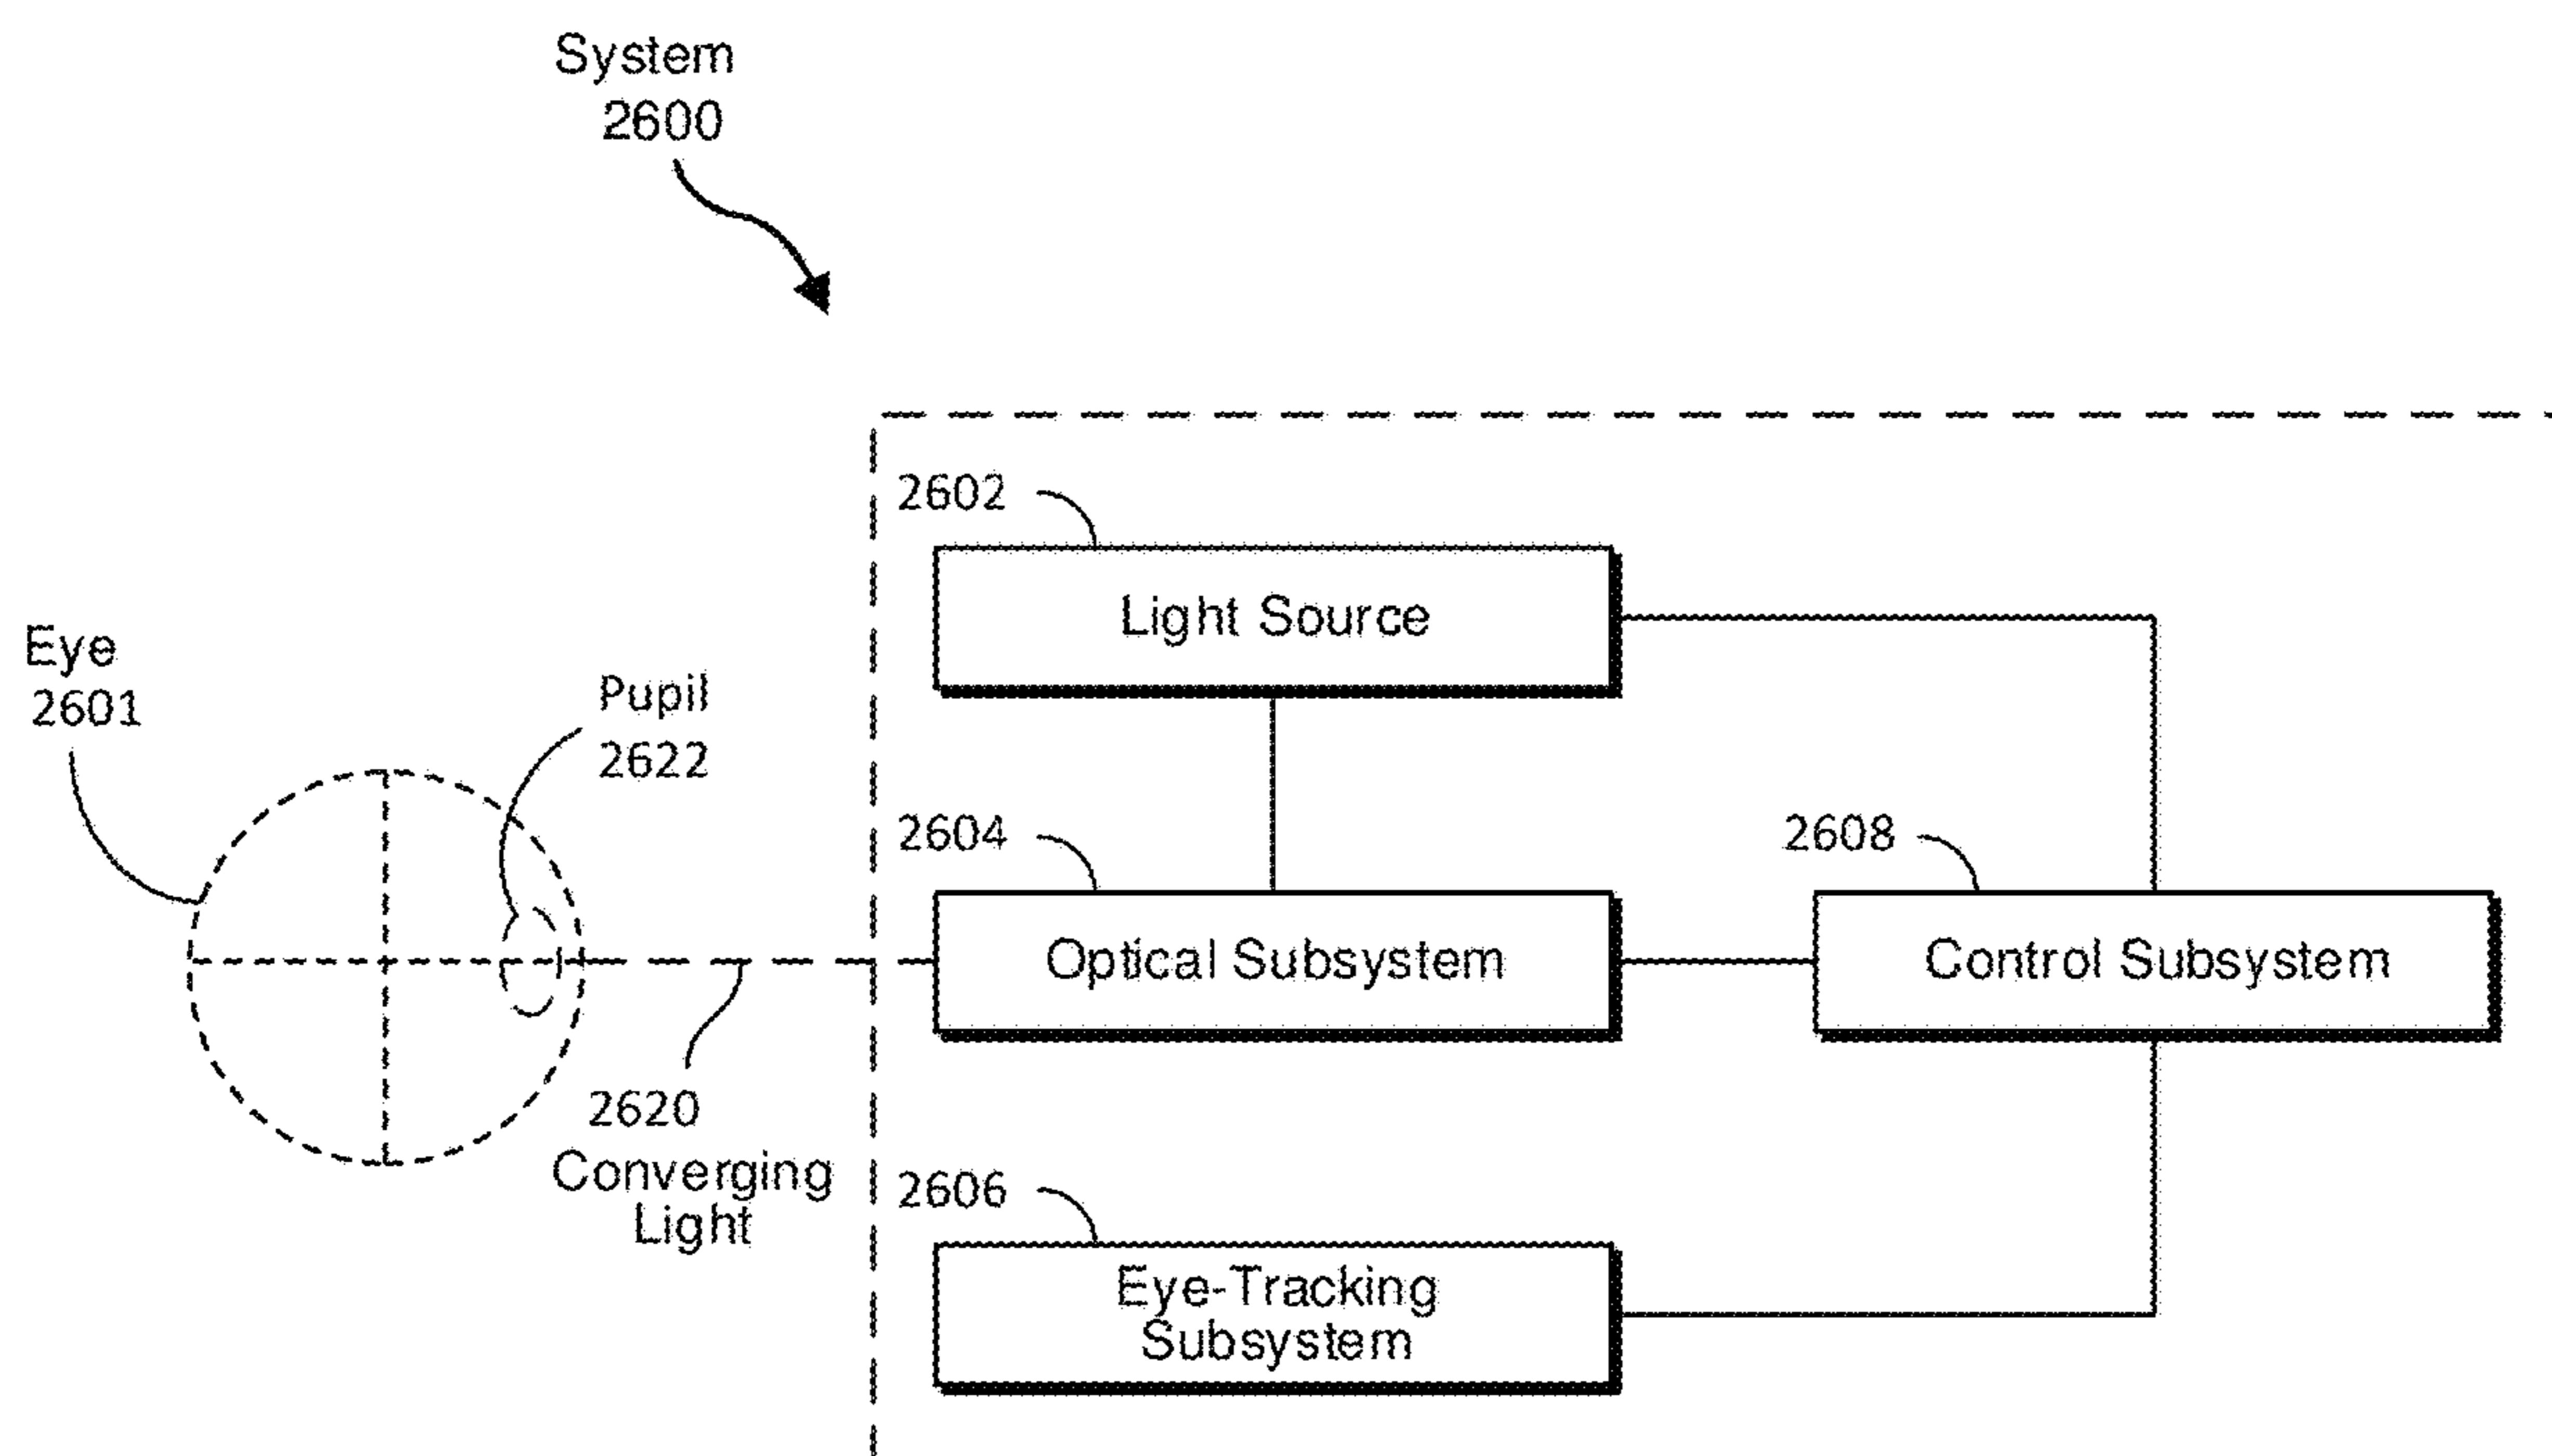 System
2600
2602
Light Source
Eye
2601
Pupil
2622
2604
2608
Optical Subsystem
Control Subsystem
2620
Converging
Light
2606
Eye-Tracking
Subsystem